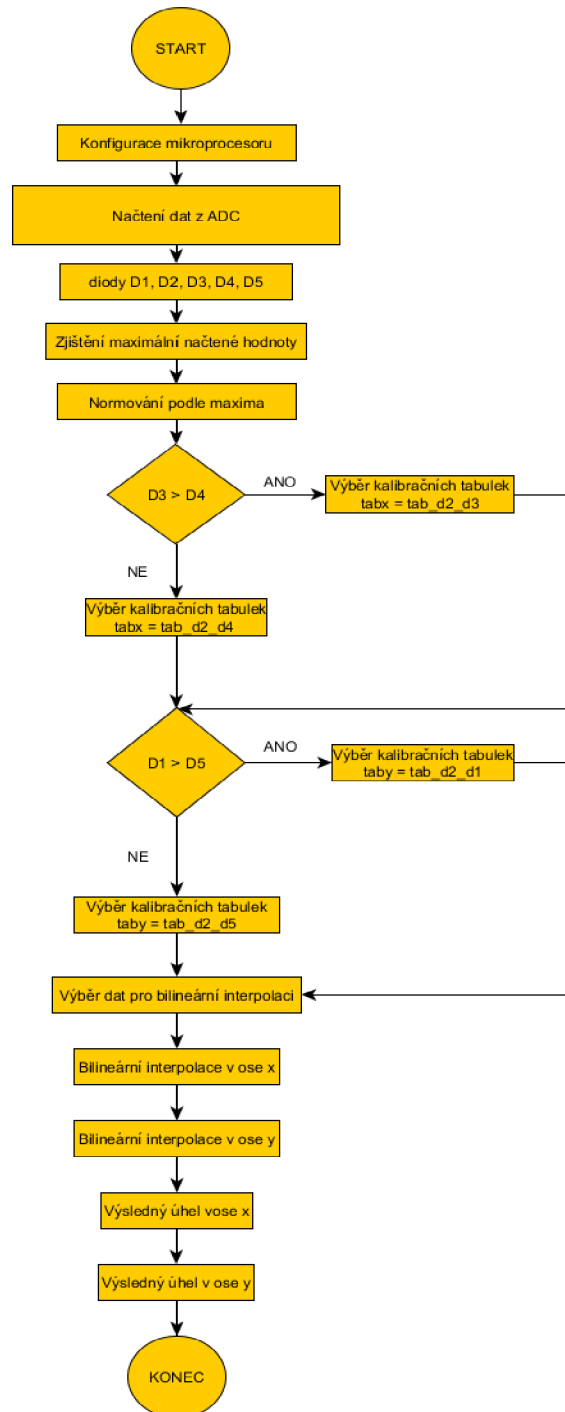 START
Konfigurace mikroprocesoru
Načtení dat z ADC
diody D1, D2, D3, D4, D5
Zjištění maximální načtené hodnoty
Normování podle maxima
D3 > D4
ANO
Výběr kalibračních tabulek
tabx = tab_d2_d3
NE
Výběr kalibračních tabulek
tabx = tab_d2_d4
D1 > D5
ANO
Výběr kalibračních tabulek
taby = tab_d2_d1
NE
Výběr kalibračních tabulek
taby = tab_d2_d5
Výběr dat pro bilineární interpolaci
Bilineární interpolace v ose x
Bilineární interpolace v ose y
Výsledný úhel vose x
Výsledný úhel v ose y
KONEC